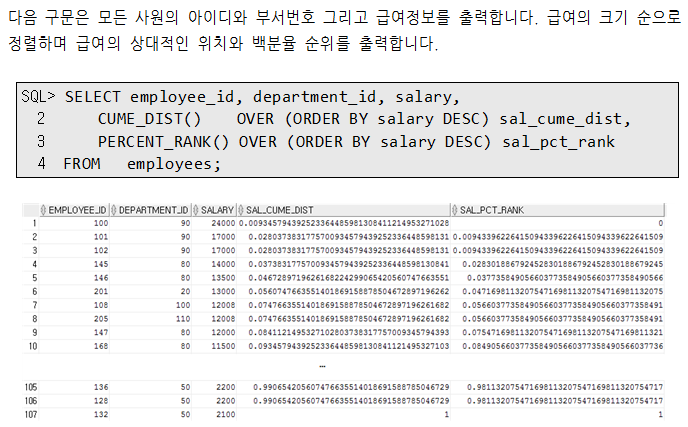 다음 구문은 모든 사원의 아이디와 부서번호 그리고 급여정보를 출력합니다. 급여의 크기 순으로
정렬하며 급여의 상대적인 위치와 백분율 순위를 출력합니다.
SQL> SELECT employee_id, department_id, salary,
2 CUME_DIST() OVER (ORDER BY salary DESC) sal_cume_dist,
3 PERCENT_RANK() OVER (ORDER BY salary DESC) sal_pct_rank
4 FROM employees;
EMPLOYEE_ID DEPARTMENT_ID SALARY SAL_CUME_DIST SAL_PCT_RANK
1 100 90 24000 0.009345794392523364485981308411214953271028 0
2 101 90 17000 0.0280373831775700934579439252336448598131 0.009433962264150943396226415094339622641509
3 102 90 17000 0.0280373831775700934579439252336448598131 0.009433962264150943396226415094339622641509
4 145 80 14000 0.0373831775700934579439252336448598130841 0.0283018867924528301886792452830188679245
5 146 80 13500 0.0467289719626168224299065420560747663551 0.0377358490566037735849056603773584905660
6 201 20 13000 0.0560747663551401869158878504672897196262 0.0471698113207547169811320754716981132075
7 108 100 12008 0.0747663551401869158878504672897196261682 0.0566037735849056603773584905660377358491
8 205 110 12008 0.0747663551401869158878504672897196261682 0.0566037735849056603773584905660377358491
9 147 80 12000 0.0841121495327102803738317757009345794393 0.0754716981132075471698113207547169811321
10 168 80 11500 0.0934579439252336448598130841121495327103 0.0849056603773584905660377358490566037736
...
105 136 50 2200 0.99065420560747663551401869158878504672​9 0.981132075471698113207547169811320754717
106 128 50 2200 0.990654205607476635514018691588785046729 0.981132075471698113207547169811320754717
107 132 50 2100 1 1